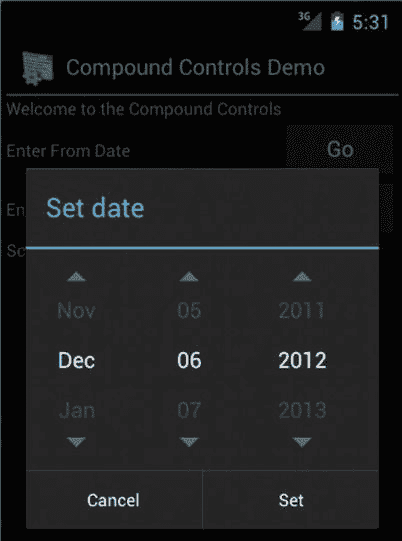 3G 5:31
Compound Controls Demo
Welcome to the Compound Controls
Enter From Date Go
En
Set date
Sc
Nov 05 2011
Dec 06 2012
Jan 07 2013
Cancel Set